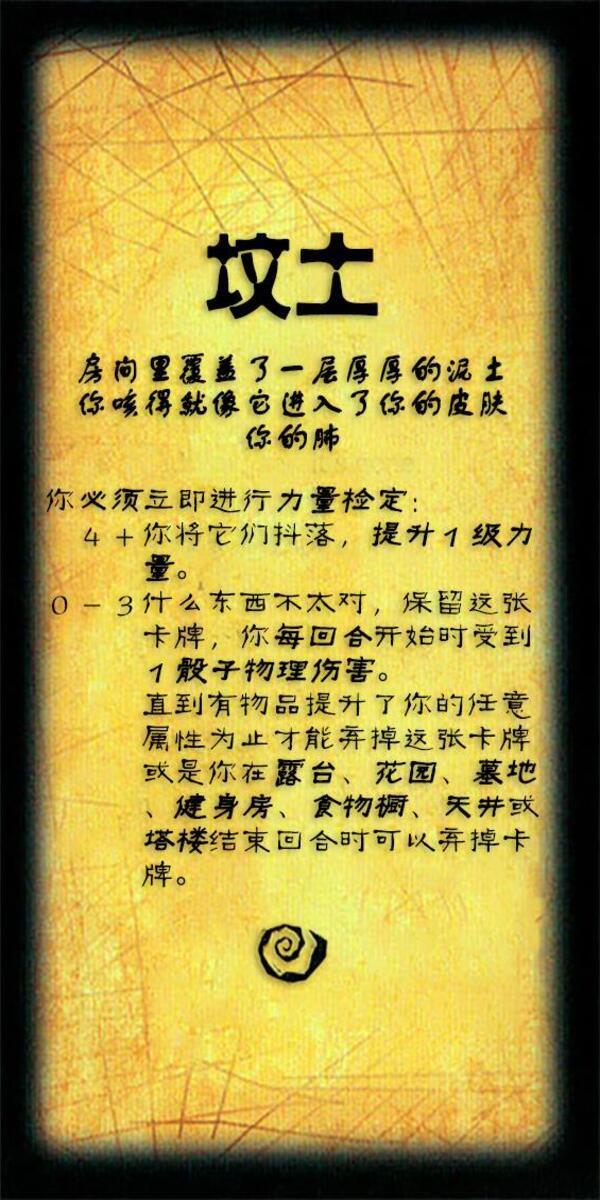 坟土
房间里覆盖了一层厚厚的泥土
你咳得就像它进入了你的皮肤
你的肺
你必须立即进行力量检定：
4+你将它们抖落，提升1级力
量。
0-3什么东西不太对，保留这张
卡牌，你每回合开始时受到
1骰子物理伤害。
直到有物品提升了你的任意
属性为止才能弃掉这张卡牌
或是你在露台、花园、墓地
、健身房、食物橱、天井或
塔楼结束回合时可以弃掉卡
牌。